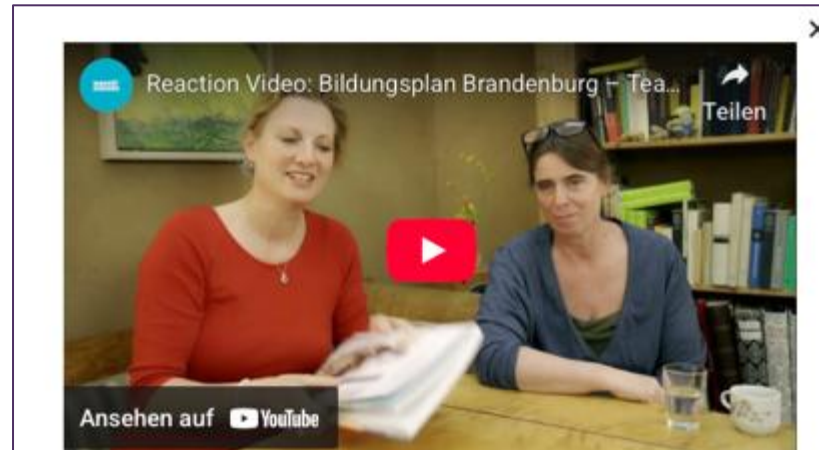 Reaction Video: Bildungsplan Brandenburg – Tea...
Teilen
Ansehen auf YouTube